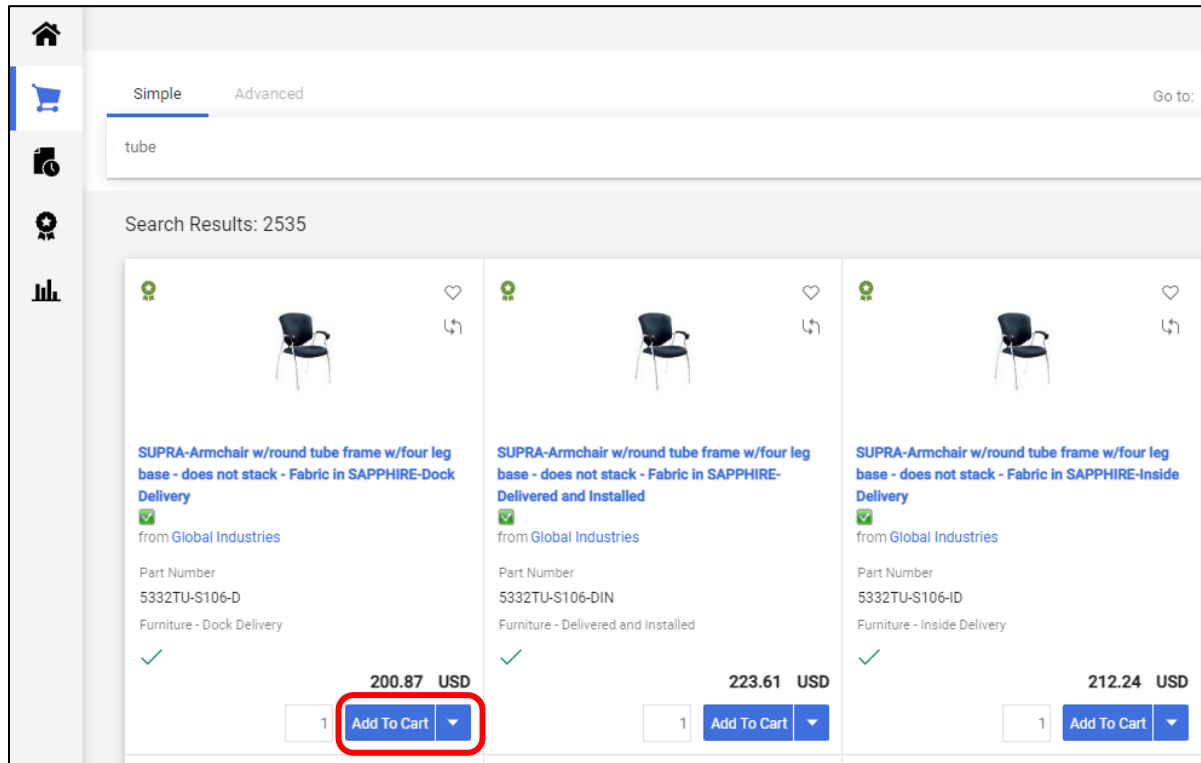 Simple Advanced Go to:
tube
Search Results: 2535
SUPRA-Armchair w/round tube frame w/four leg
base - does not stack - Fabric in SAPPHIRE-Dock
Delivery
from Global Industries
Part Number
5332TU-S106-D
Furniture - Dock Delivery
200.87 USD
1 Add To Cart
SUPRA-Armchair w/round tube frame w/four leg
base - does not stack - Fabric in SAPPHIRE-
Delivered and Installed
from Global Industries
Part Number
5332TU-S106-DIN
Furniture - Delivered and Installed
223.61 USD
1 Add To Cart
SUPRA-Armchair w/round tube frame w/four leg
base - does not stack - Fabric in SAPPHIRE-Inside
Delivery
from Global Industries
Part Number
5332TU-S106-ID
Furniture - Inside Delivery
212.24 USD
1 Add To Cart